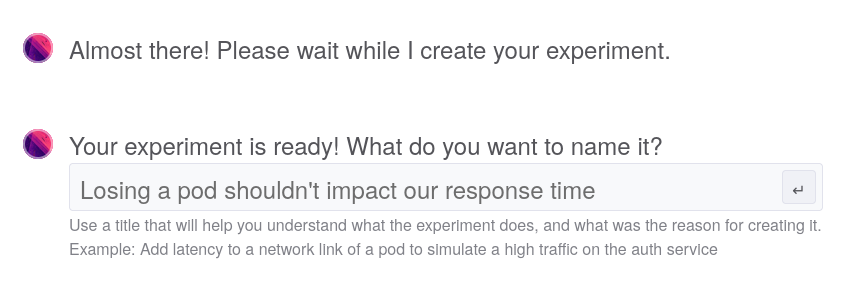 Almost there! Please wait while I create your experiment.
Your experiment is ready! What do you want to name it?
Losing a pod shouldn't impact our response time
↵
Use a title that will help you understand what the experiment does, and what was the reason for creating it.
Example: Add latency to a network link of a pod to simulate a high traffic on the auth service